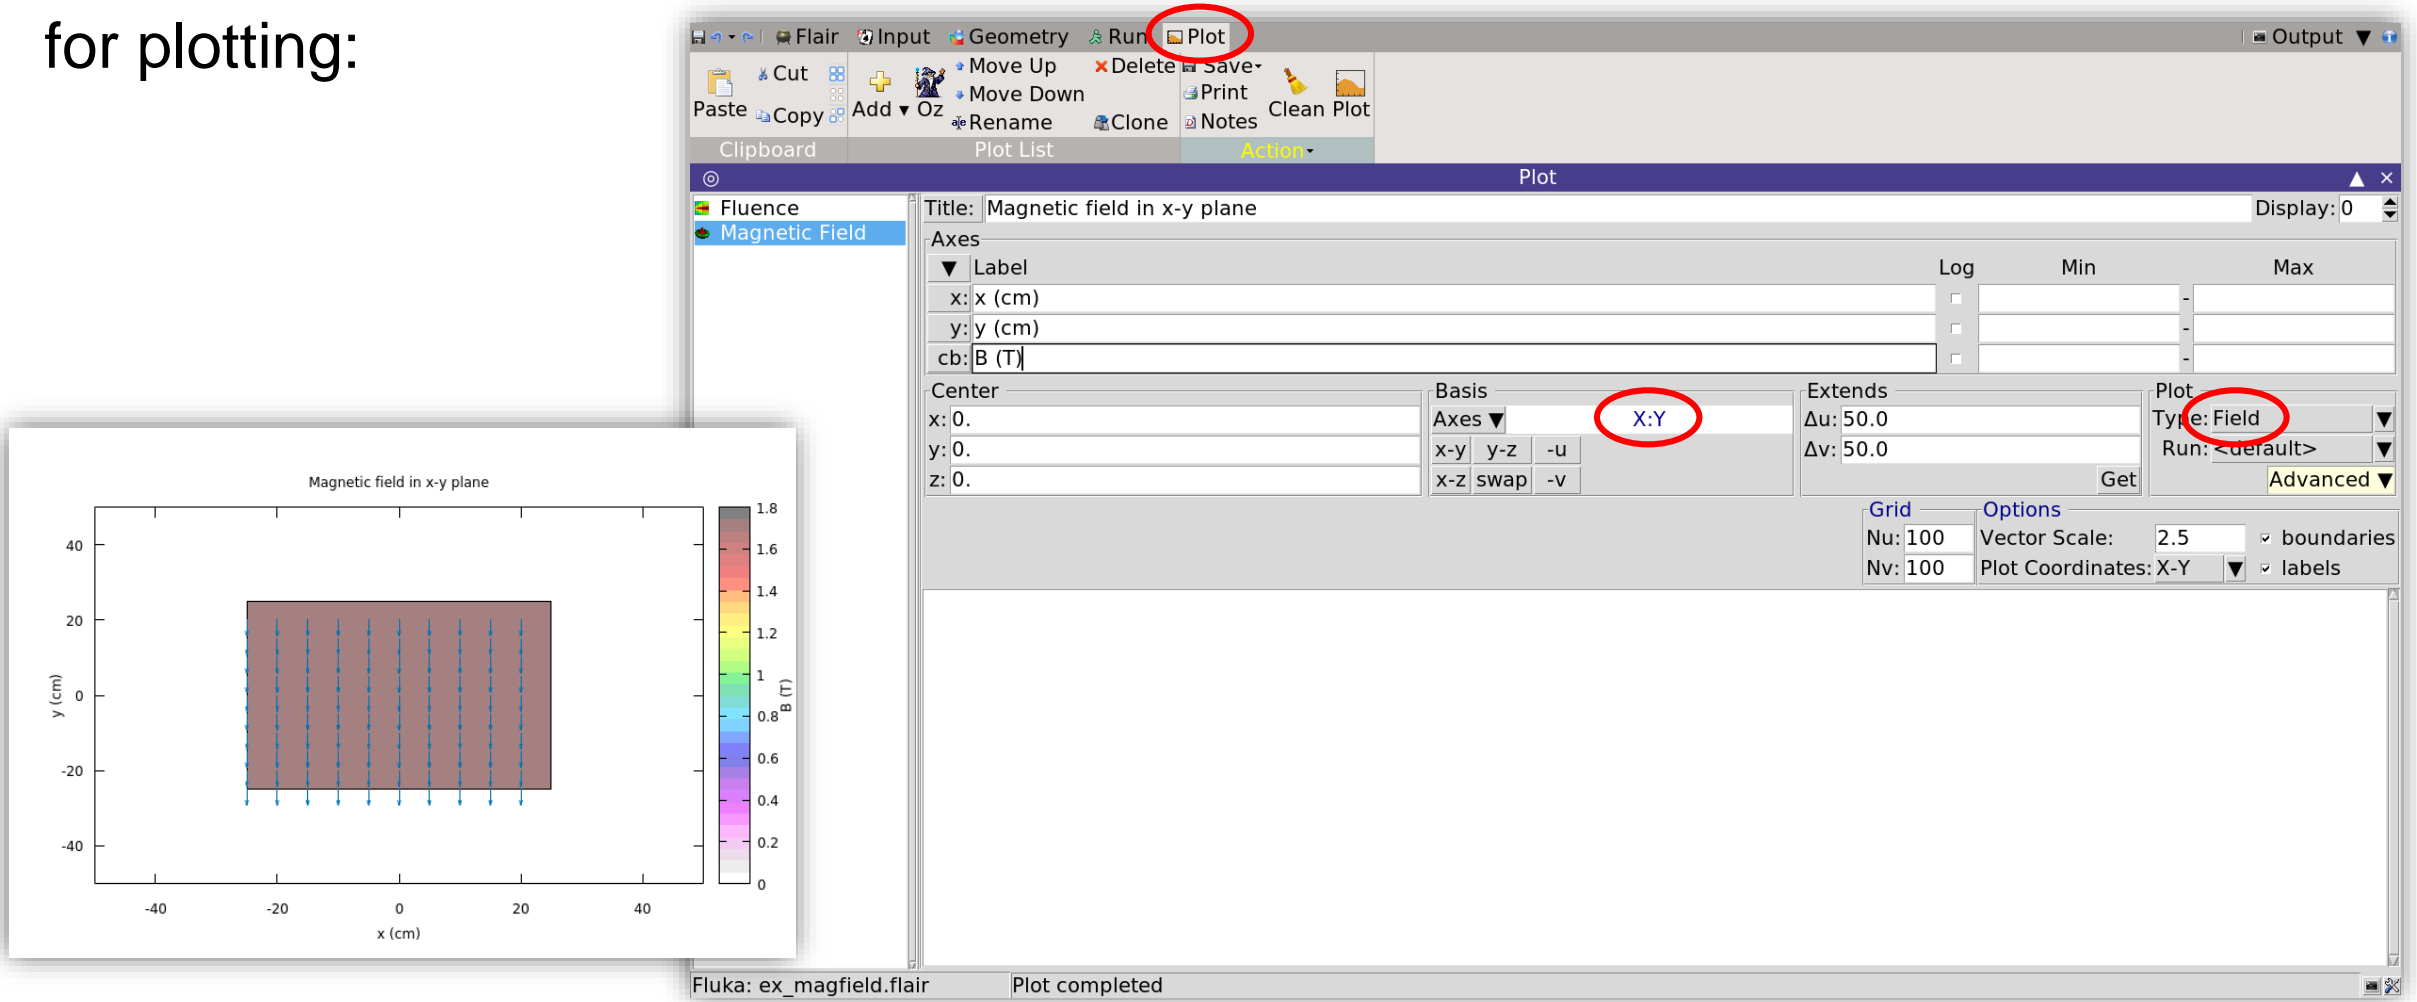 for plotting:
Flair Input Geometry Run Plot Output
Paste Cut Copy Add Oz Move Up Delete Save
Move Down Print Clean Plot
Rename Clone Notes
Clipboard Plot List Action
Plot
Fluence
Magnetic Field
Title: Magnetic field in x-y plane Display: 0
Axes
Label Log Min Max
x: x (cm) -
y: y (cm) -
cb: B (T) -
Center Basis Extends Plot
x: 0. Axes X:Y Δu: 50.0 Type: Field
y: 0. x-y y-z -u Δv: 50.0 Run: <default>
z: 0. x-z swap -v Get Advanced
Grid Options
Nu: 100 Vector Scale: 2.5 boundaries
Nv: 100 Plot Coordinates: X-Y labels
Fluka: ex_magfield.flair Plot completed
Magnetic field in x-y plane
40
20
0
-20
-40
y (cm)
-40 -20 0 20 40
x (cm)
1.8
1.6
1.4
1.2
1
0.8
0.6
0.4
0.2
0
B (T)